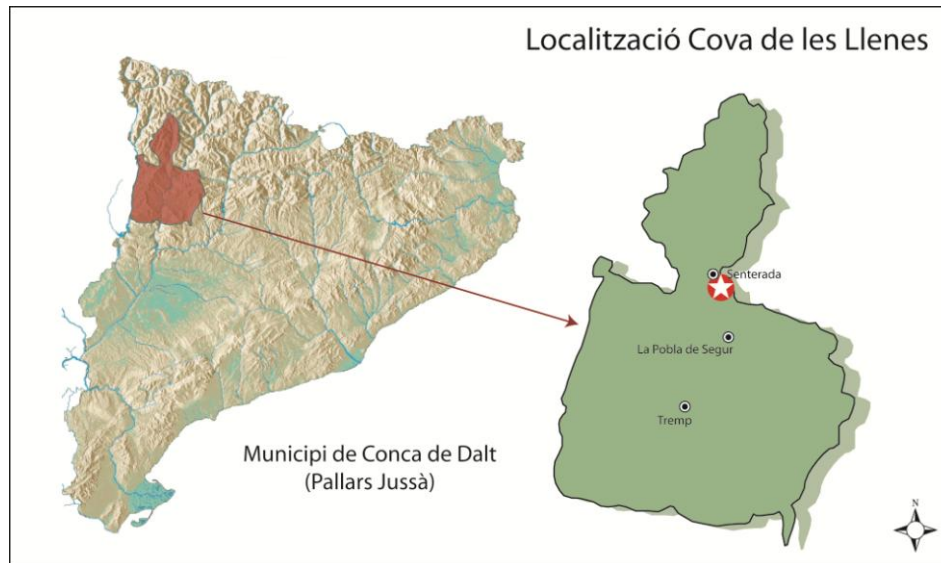 Localització Cova de les Llenes
Senterada
La Pobla de Segur
Tremp
Municipi de Conca de Dalt
(Pallars Jussà)
N